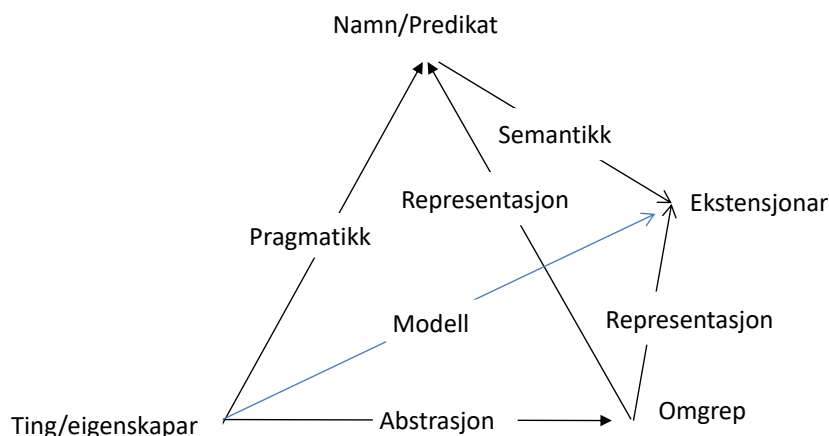 Namn/Predikat
Semantikk
Representasjon
Ekstensjonar
Pragmatikk
Modell
Representasjon
Ting/eigenskapar
Abstrasjon
Omgrep